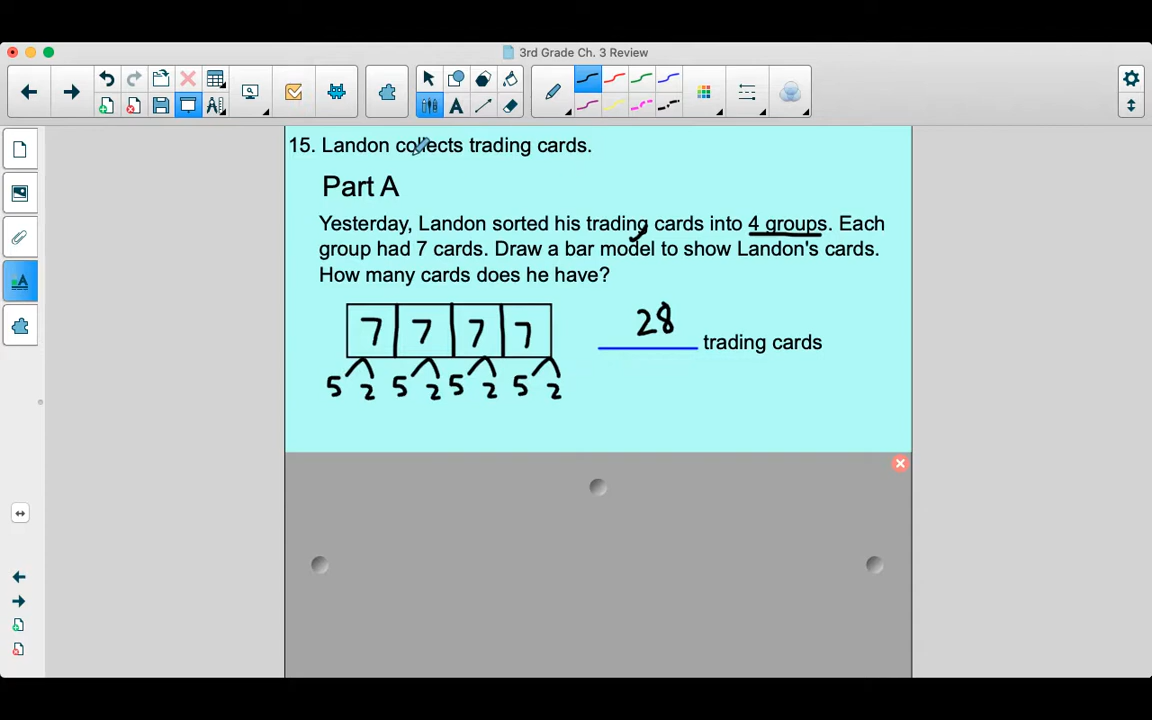 3rd Grade Ch. 3 Review
15. Landon collects trading cards.
Part A
Yesterday, Landon sorted his trading cards into 4 groups. Each
group had 7 cards. Draw a bar model to show Landon's cards.
How many cards does he have?
7 7 7 7
28 trading cards
5 2 5 2 5 2 5 2